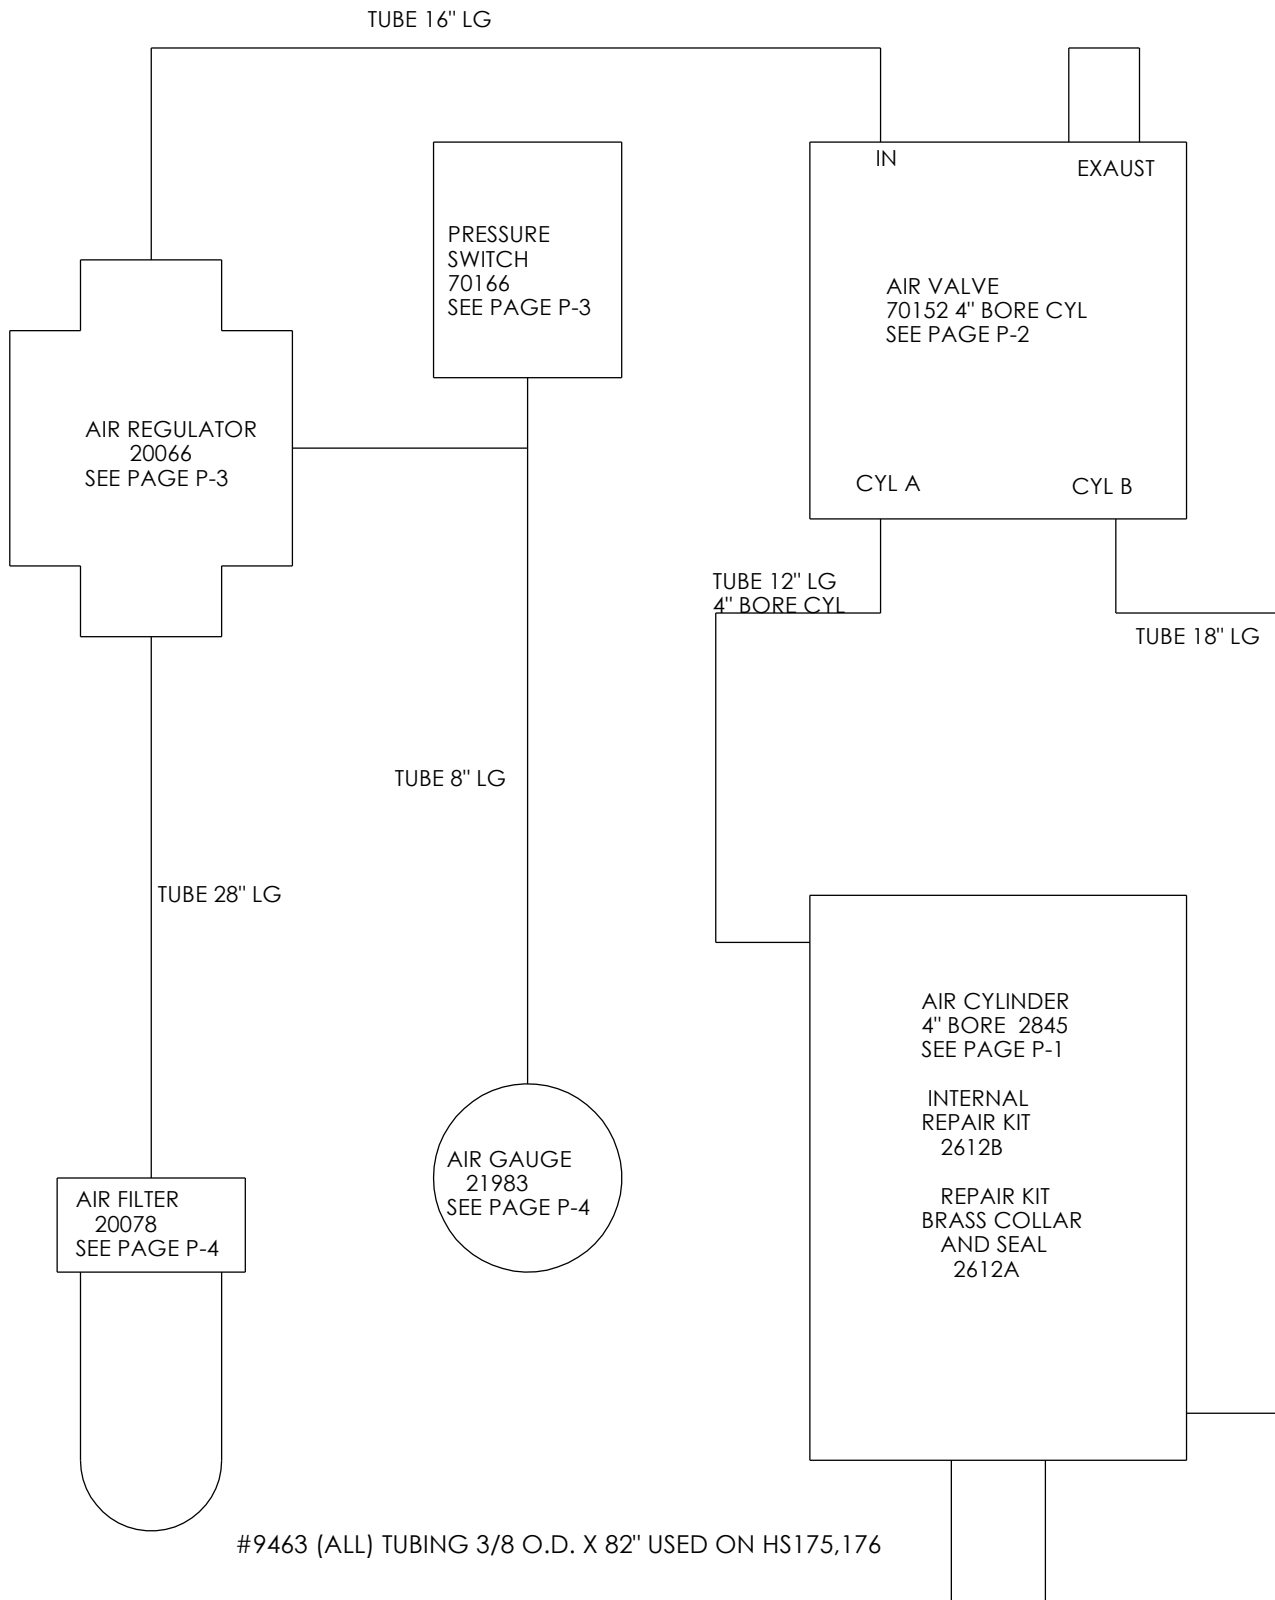 TUBE 16" LG
IN
EXAUST
PRESSURE
SWITCH
70166
SEE PAGE P-3
AIR VALVE
70152 4" BORE CYL
SEE PAGE P-2
AIR REGULATOR
20066
SEE PAGE P-3
CYL A
CYL B
TUBE 12" LG
4" BORE CYL
TUBE 18" LG
TUBE 8" LG
TUBE 28" LG
AIR CYLINDER
4" BORE 2845
SEE PAGE P-1
INTERNAL
REPAIR KIT
2612B
REPAIR KIT
BRASS COLLAR
AND SEAL
2612A
AIR GAUGE
21983
SEE PAGE P-4
AIR FILTER
20078
SEE PAGE P-4
#9463 (ALL) TUBING 3/8 O.D. X 82" USED ON HS175,176